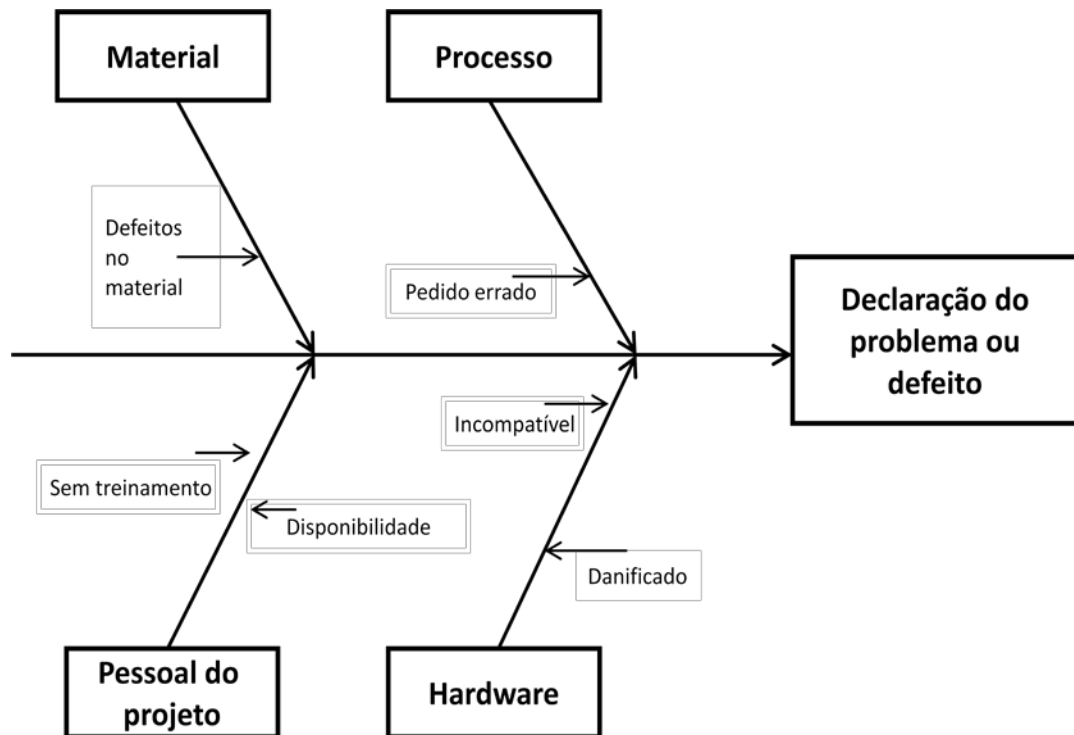 Material
Processo
Defeitos
no
material
Pedido errado
Declaração do
problema ou
defeito
Incompatível
Sem treinamento
Disponibilidade
Danificado
Pessoal do
projeto
Hardware